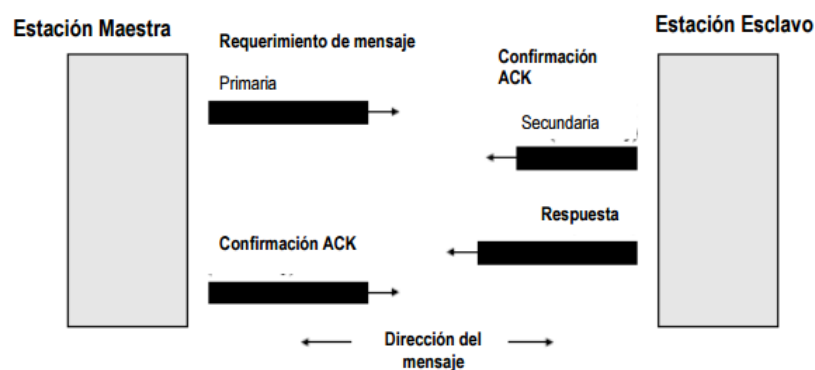 Estación Maestra
Estación Esclavo
Requerimiento de mensaje
Primaria
Confirmación
ACK
Secundaria
Respuesta
Confirmación ACK
Dirección del
mensaje